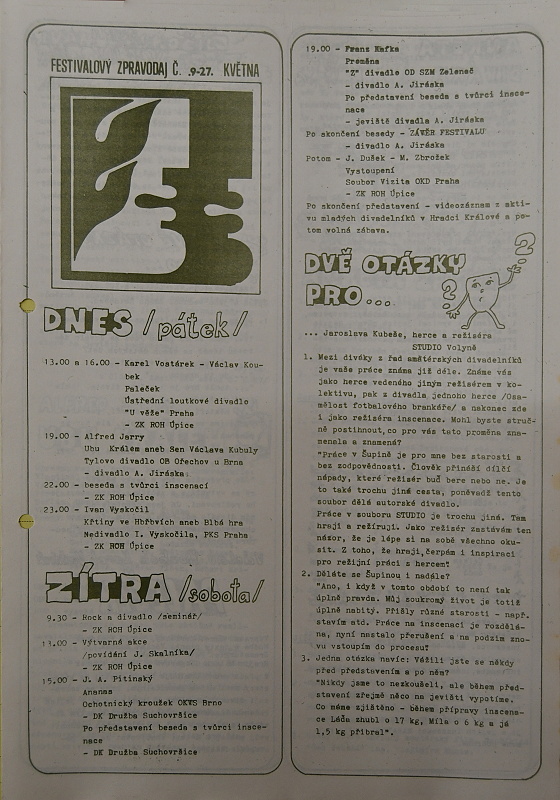 FESTIVALOVÝ ZPRAVODAJ Č. .9-27. KVĚTNA
DNES /pátek/
13.00 a 16.00 - Karel Vostárek - Václav Kou-
bek
Paleček
Ústřední loutkové divadlo
"U věže" Praha
- ZK ROH Úpice
19.00 - Alfred Jarry
Ubu Králem aneb Sen Václava Kubuly
Tylovo divadlo OB Ořechov u Brna
- divadlo A. Jiráska
22.00 - beseda s tvůrci inscenací
- ZK ROH Úpice
23.00 - Ivan Vyskočil
Křtiny ve Hbřbvích aneb Blbá hra
Nedivadlo I. Vyskočila, PKS Praha
- ZK ROH Úpice
ZÍTRA /sobota/
9.30 - Rock a divadlo /seminář/
- ZK ROH Úpice
13.00 - Výtvarná akce
/povídání J. Skalníka/
- ZK ROH Úpice
15.00 - J. A. Pitinský
Ananas
Ochotnický kroužek OKVS Brno
- DK Družba Suchovršice
Po představení beseda s tvůrci insce-
nace
- DK Družba Suchovršice
19.00 - Franz Kafka
Proměna
"Z" divadlo OD SZM Zeleneč
- divadlo A. Jiráska
Po představení beseda s tvůrci insce-
nace
- jeviště divadla A. Jiráska
Po skončení besedy - ZÁVĚR FESTIVALU
- divadlo A. Jiráska
Potom - J. Dušek - M. Zbrožek
Vystoupení
Soubor Vizita OKD Praha
- ZK ROH Úpice
Po skončení představení - videozáznam z akti-
vu mladých divadelníků v Hradci Králové a po-
tom volná zábava.
DVĚ OTÁZKY
PRO...
... Jaroslava Kubeše, herce a režiséra
STUDIO Volyně
1. Mezi diváky z řad amatérských divadelníků
je vaše práce známa již déle. Známe vás
jako herce vedeného jiným režisérem v ko-
lektivu, pak z divadla jednoho herce /Osa-
mělost fotbalového brankáře/ a nakonec zde
i jako režiséra inscenace. Mohl byste struč-
ně postihnout, co pro vás tato proměna zna-
menala a znamená?
"Práce v Šupině je pro mne bez starosti a
bez zodpovědnosti. Člověk přináší dílčí
nápady, které režisér buď bere nebo ne. Je
to také trochu jiná cesta, poněvadž tento
soubor dělá autorské divadlo.
Práce v souboru STUDIO je trochu jiná. Tam
hraji a režíruji. Jako režisér zastávám ten
názor, že je lépe si na sobě všechno oku-
sit. Z toho, že hraji, čerpám i inspiraci
pro režijní práci s hercem"
2. Děláte se Šupinou i nadále?
"Ano, i když v tomto období to není tak
úplně pravda. Můj soukromý život je totiž
úplně nabitý. Přišly různé starosti - např.
stavím atd. Práce na inscenaci je rozdělá-
na, nyní nastalo přerušení a na podzim zno-
vu vstoupím do procesu"
3. Jedna otázka navíc: Vážili jste se někdy
před představením a po něm?
"Nikdy jsme to nezkoušeli, ale během před-
stavení zřejmě něco na jevišti vypotíme.
Co máme zjištěno - během přípravy inscena-
ce Láďa zhubl o 17 kg, Míla o 6 kg a já
1,5 kg přibral".